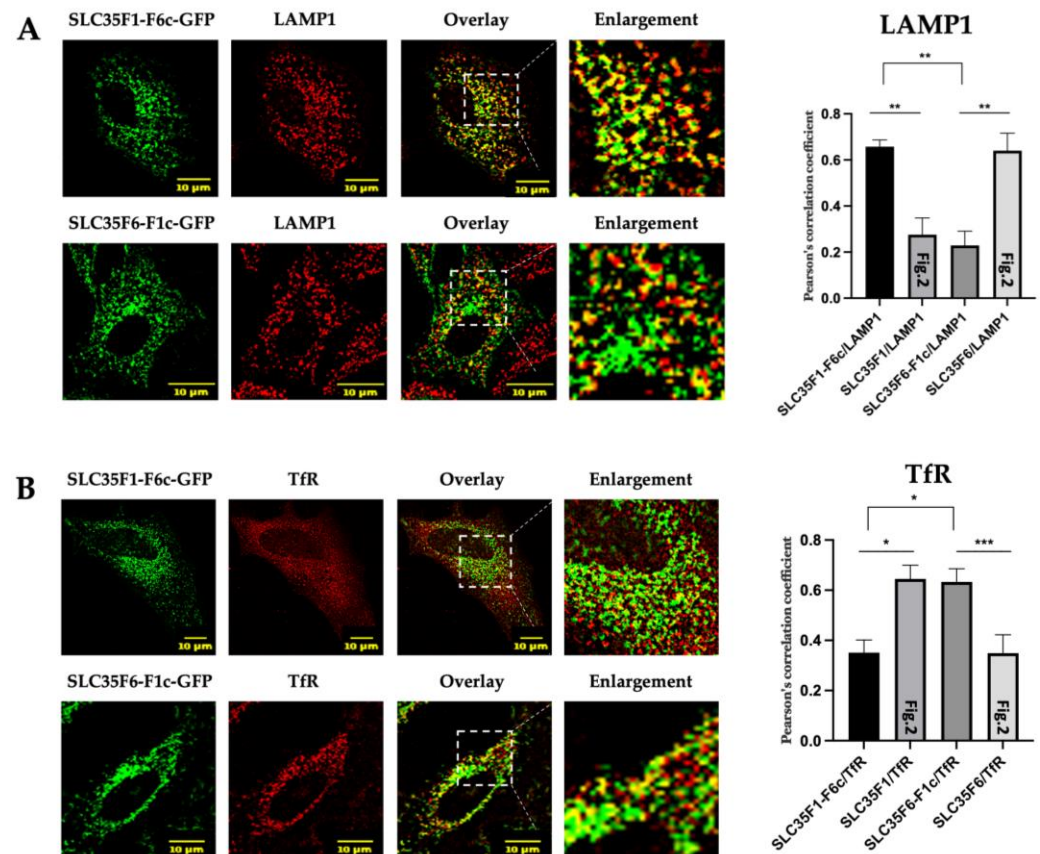 A
SLC35F1-F6c-GFP LAMP1 Overlay Enlargement
10 µm 10 µm 10 µm
SLC35F6-F1c-GFP LAMP1 Overlay Enlargement
10 µm 10 µm 10 µm
LAMP1
**
** **
Pearson's correlation coefficient
0.8
0.6
0.4
0.2
0.0
Fig.2 Fig.2
SLC35F1-F6c/LAMP1
SLC35F1/LAMP1
SLC35F6-F1c/LAMP1
SLC35F6/LAMP1
B
SLC35F1-F6c-GFP TfR Overlay Enlargement
10 µm 10 µm 10 µm
SLC35F6-F1c-GFP TfR Overlay Enlargement
10 µm 10 µm 10 µm
TfR
*
* ***
Pearson's correlation coefficient
0.8
0.6
0.4
0.2
0.0
Fig.2 Fig.2
SLC35F1-F6c/TfR
SLC35F1/TfR
SLC35F6-F1c/TfR
SLC35F6/TfR